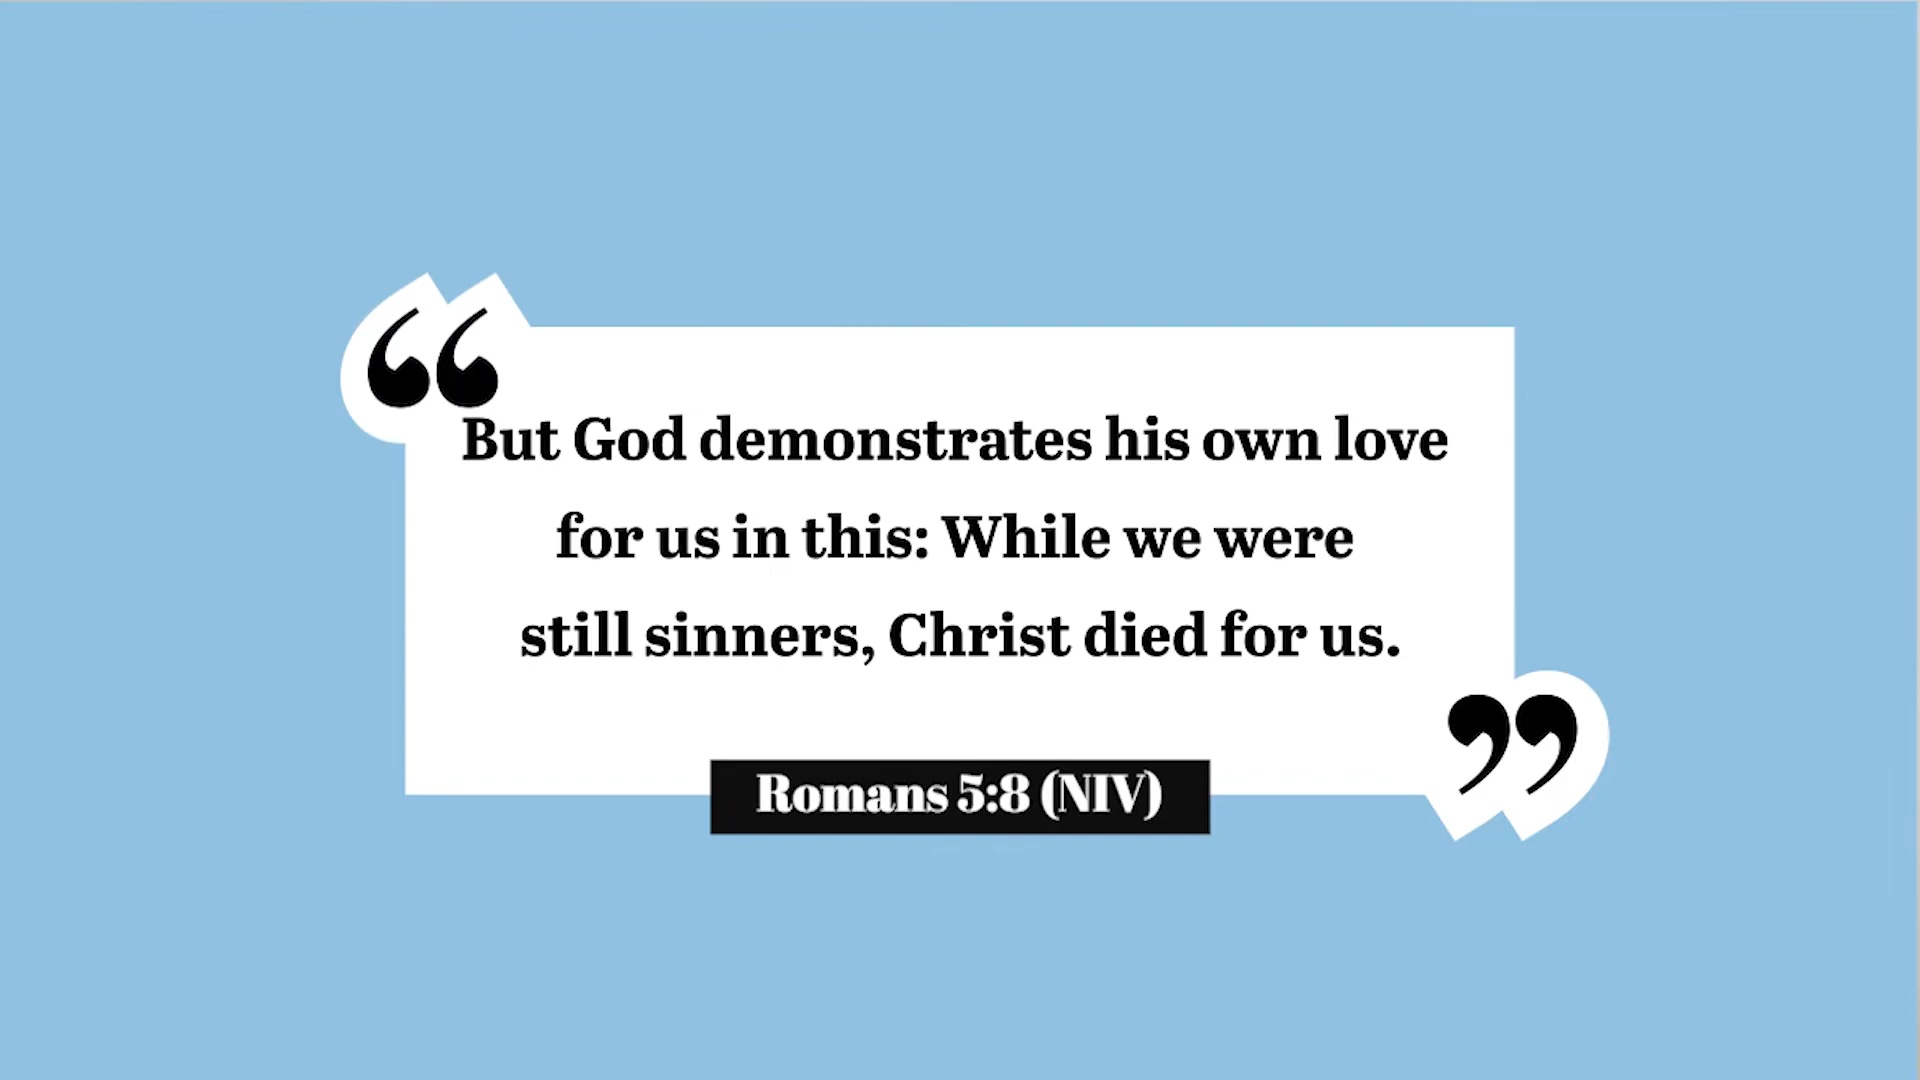 “
But God demonstrates his own love
for us in this: While we were
still sinners, Christ died for us.
”
Romans 5:8 (NIV)